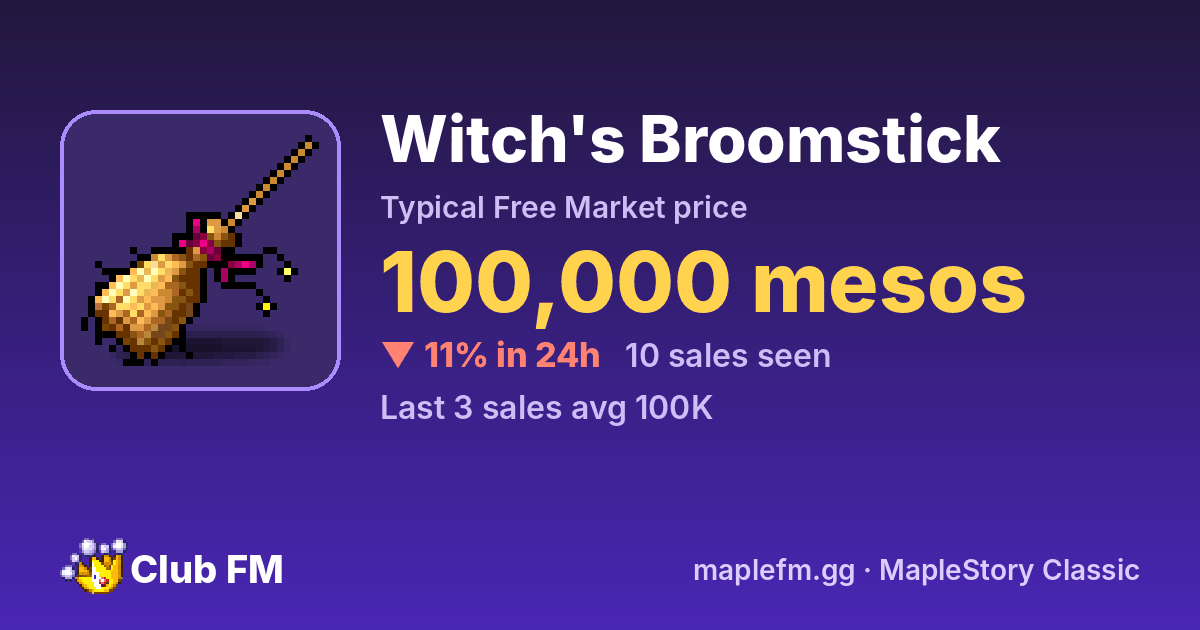 Witch's Broomstick
Typical Free Market price
100,000 mesos
▼ 11% in 24h 10 sales seen
Last 3 sales avg 100K
Club FM
maplefm.gg · MapleStory Classic